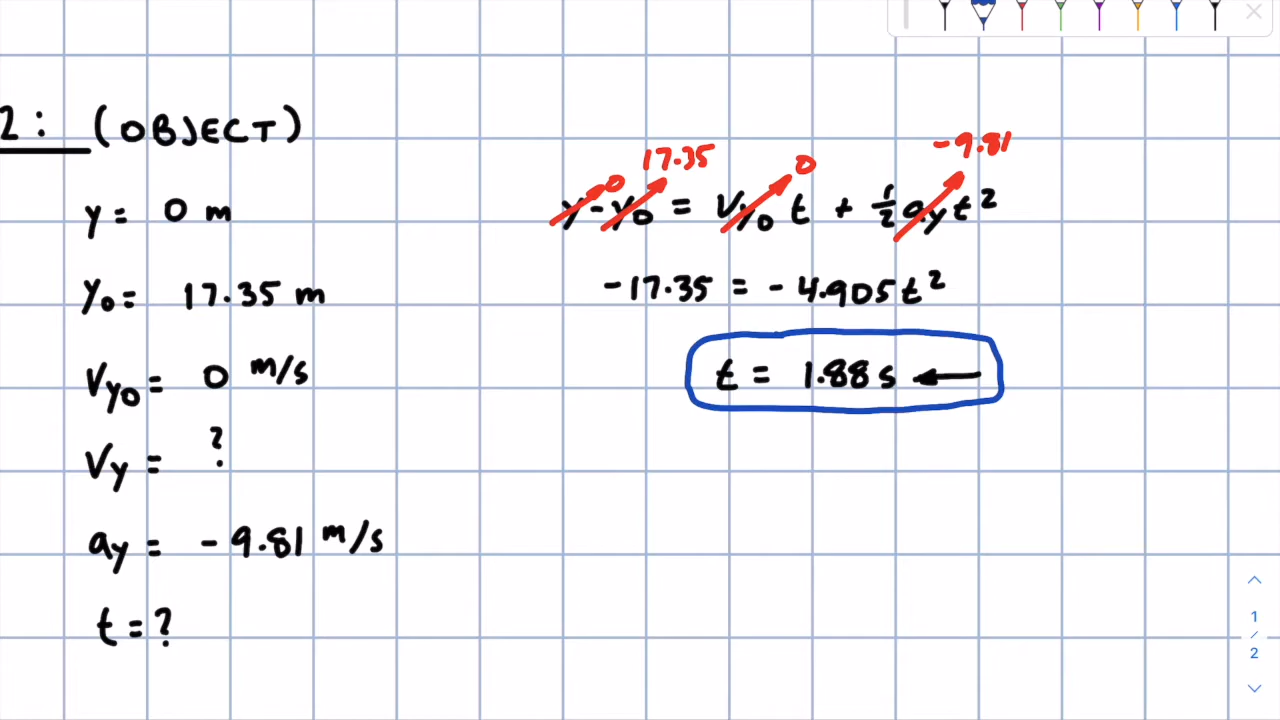 2: (OBJECT)
y = 0 m
y₀ = 17.35 m
Vy₀ = 0 m/s
Vy = ?
ay = -9.81 m/s
t = ?
0 17.35 0 -9.81
y - y₀ = Vy₀ t + 1/2 ay t²
-17.35 = -4.905 t²
t = 1.88 s ←
1
/
2